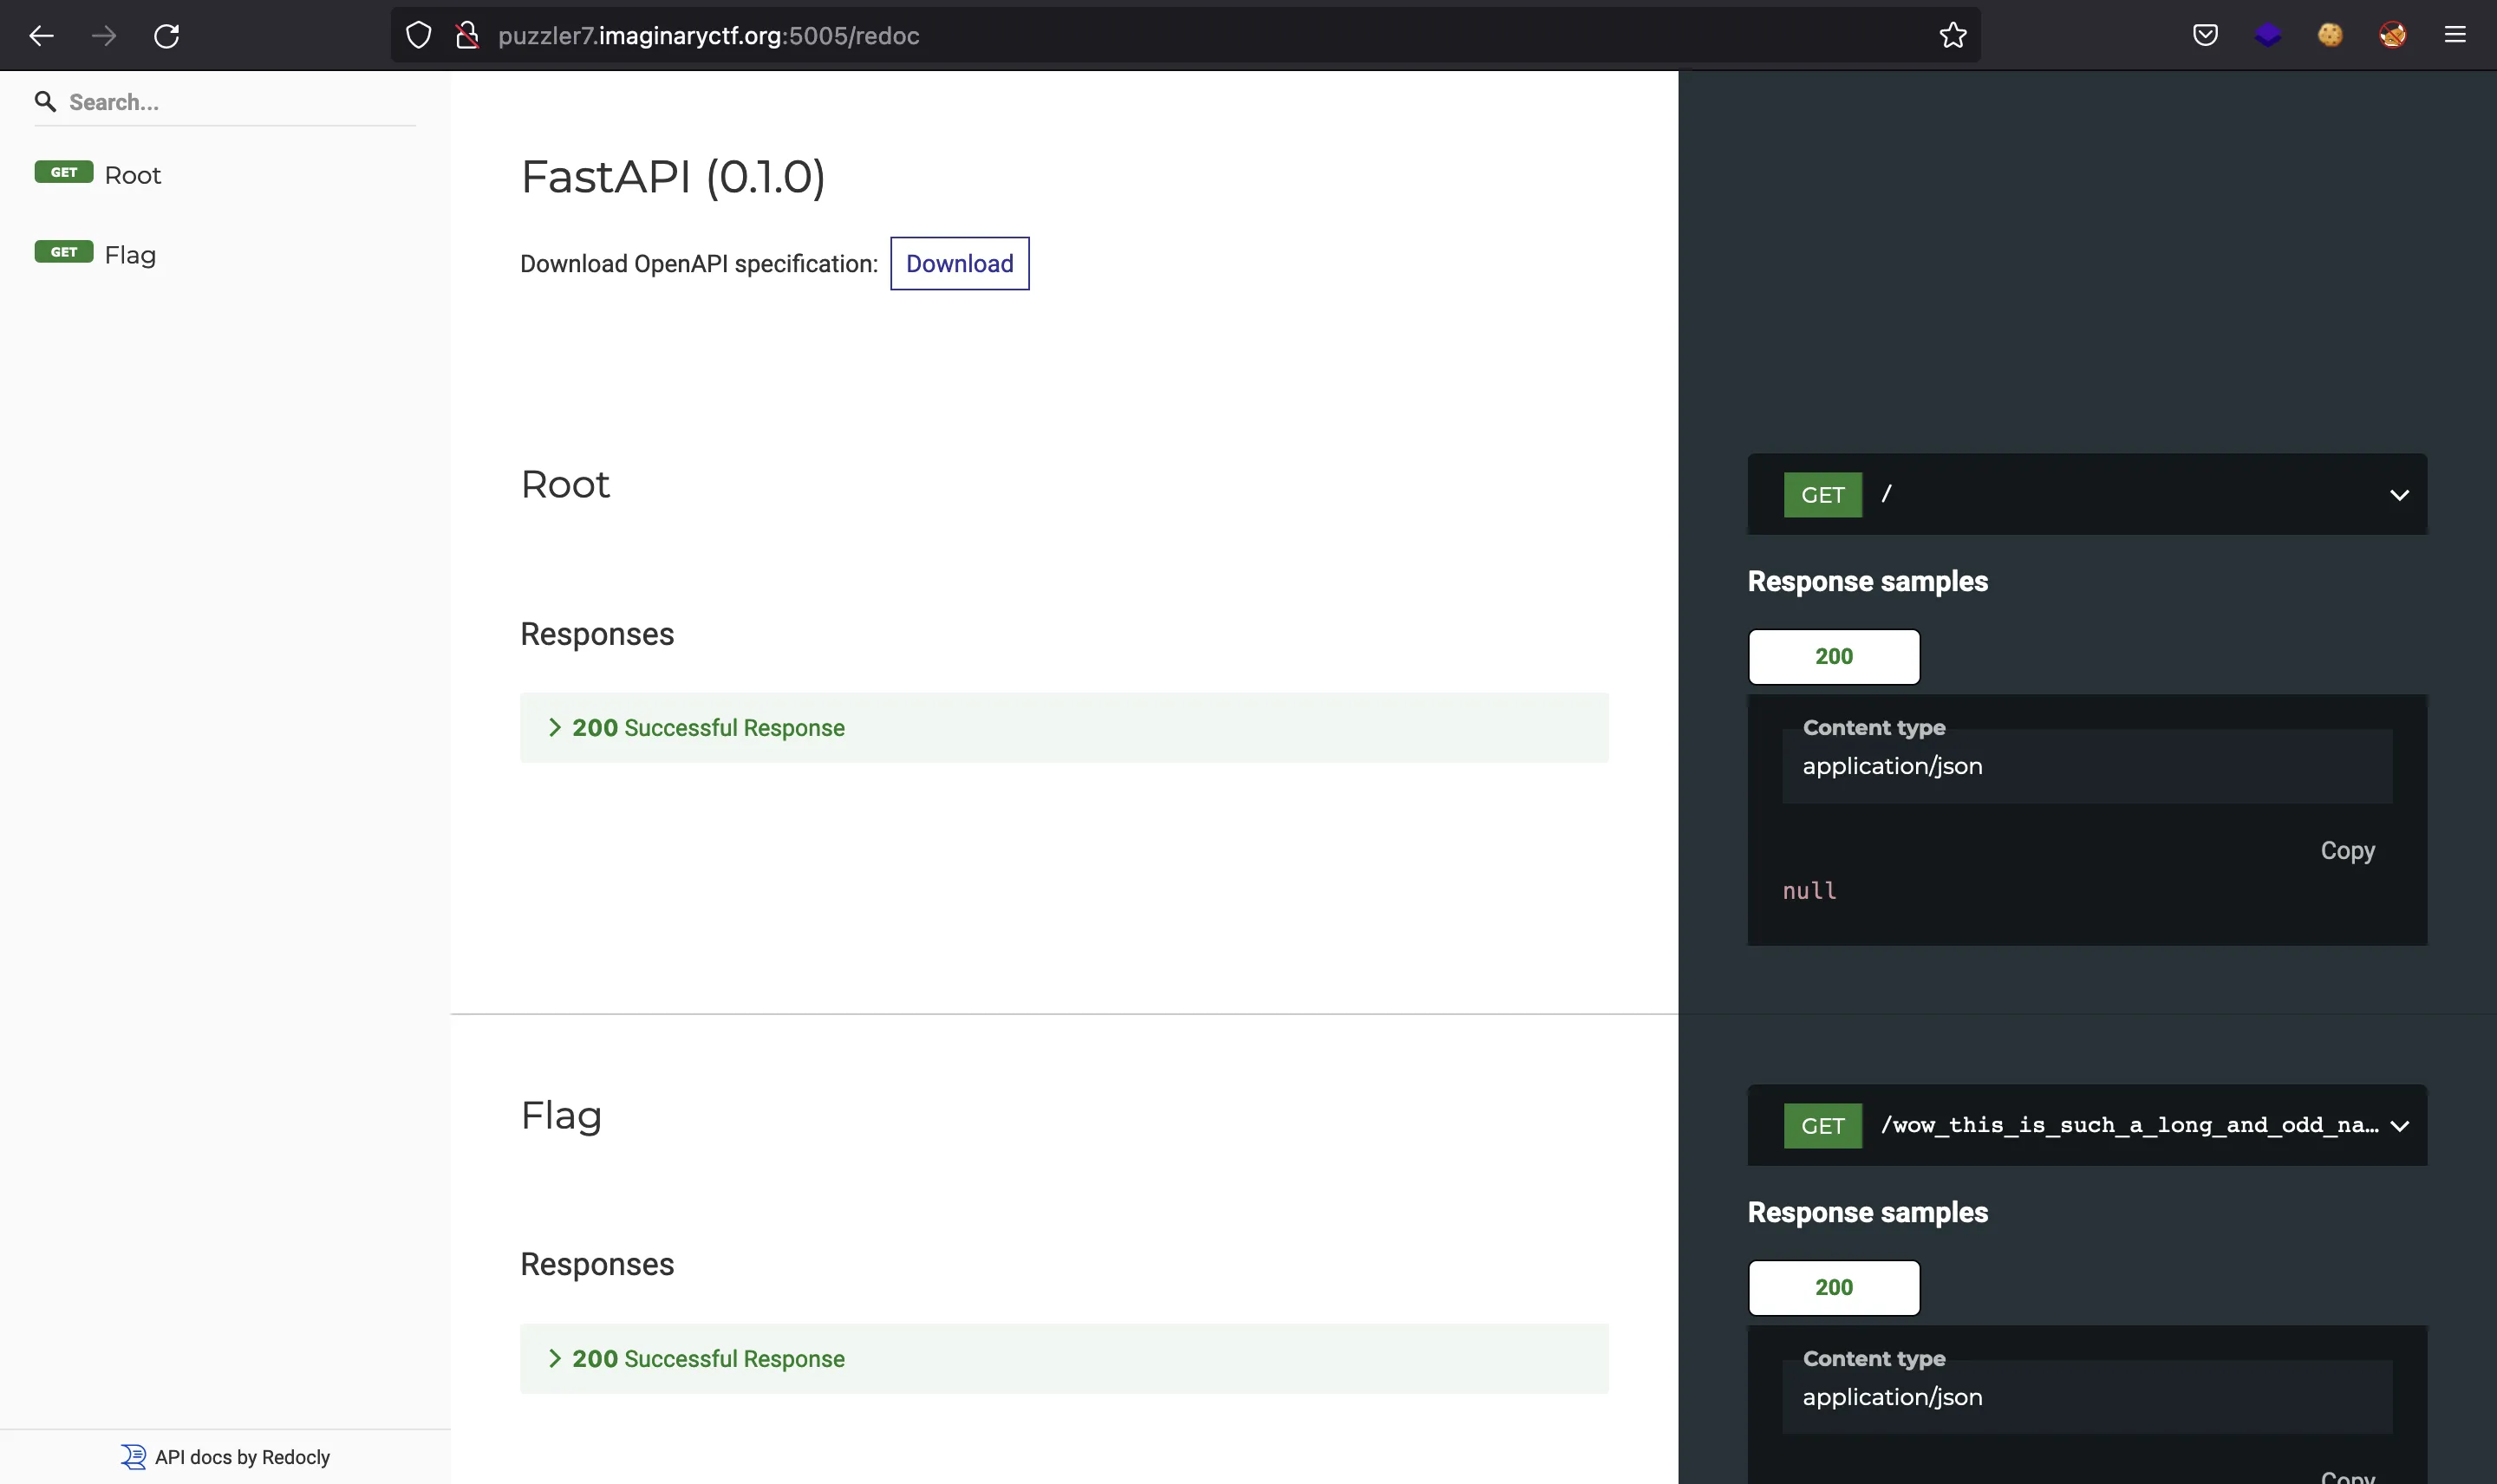 puzzler7.imaginaryctf.org:5005/redoc
Search...
GET Root
GET Flag
API docs by Redocly
FastAPI (0.1.0)
Download OpenAPI specification: Download
Root
Responses
200 Successful Response
GET /
Response samples
200
Content type
application/json
Copy
null
Flag
Responses
200 Successful Response
GET /wow_this_is_such_a_long_and_odd_na…
Response samples
200
Content type
application/json
Copy